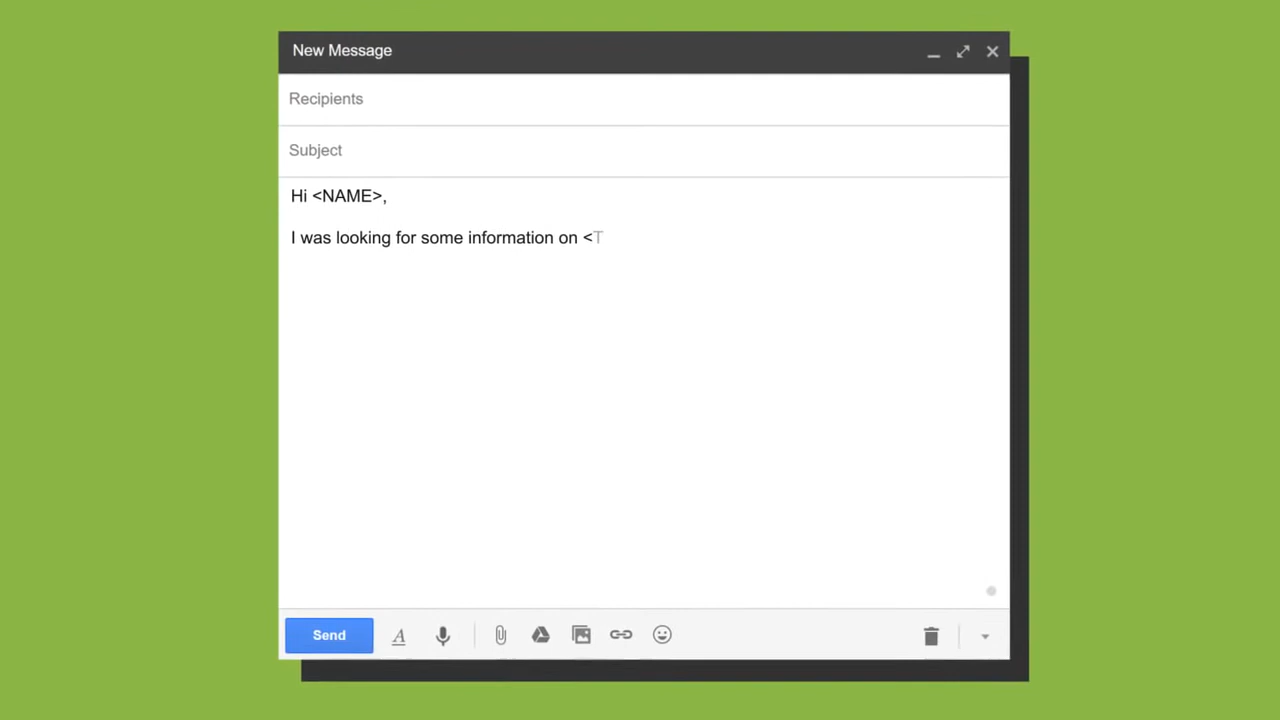 New Message
Recipients
Subject
Hi <NAME>,
I was looking for some information on <T
Send
A